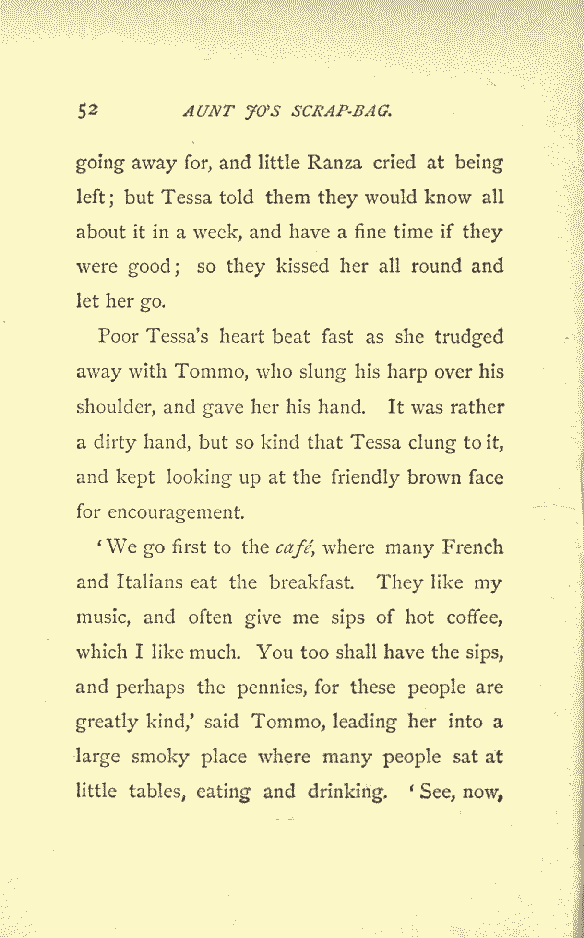 52 AUNT JO'S SCRAP-BAG.
going away for, and little Ranza cried at being
left; but Tessa told them they would know all
about it in a week, and have a fine time if they
were good; so they kissed her all round and
let her go.
Poor Tessa's heart beat fast as she trudged
away with Tommo, who slung his harp over his
shoulder, and gave her his hand. It was rather
a dirty hand, but so kind that Tessa clung to it,
and kept looking up at the friendly brown face
for encouragement.
'We go first to the café, where many French
and Italians eat the breakfast. They like my
music, and often give me sips of hot coffee,
which I like much. You too shall have the sips,
and perhaps the pennies, for these people are
greatly kind,' said Tommo, leading her into a
large smoky place where many people sat at
little tables, eating and drinking. 'See, now,